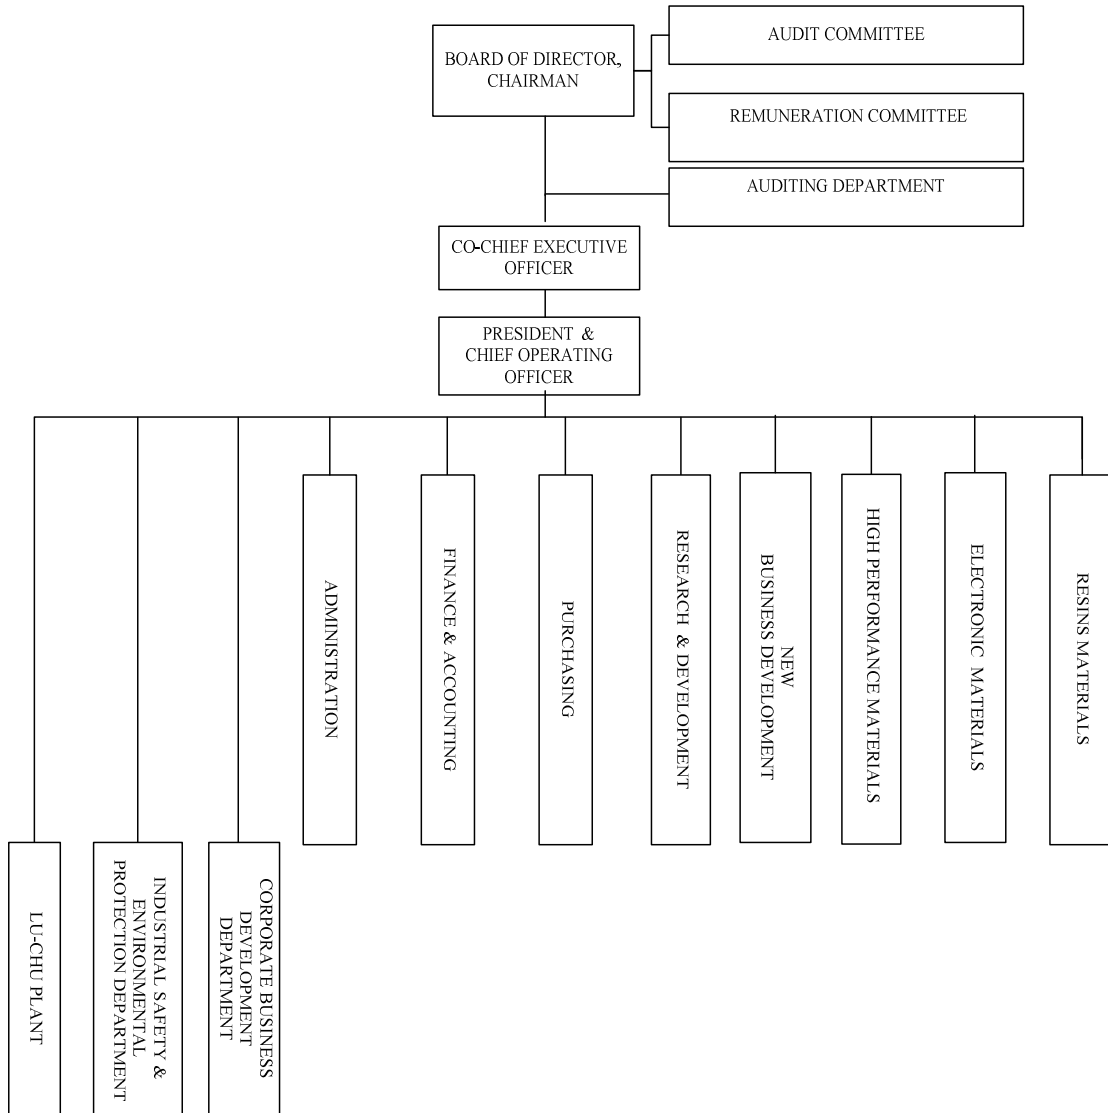 BOARD OF DIRECTOR,
CHAIRMAN
AUDIT COMMITTEE
REMUNERATION COMMITTEE
AUDITING DEPARTMENT
CO-CHIEF EXECUTIVE
OFFICER
PRESIDENT &
CHIEF OPERATING
OFFICER
LU-CHU PLANT
INDUSTRIAL SAFETY &
ENVIRONMENTAL
PROTECTION DEPARTMENT
CORPORATE BUSINESS
DEVELOPMENT
DEPARTMENT
ADMINISTRATION
FINANCE & ACCOUNTING
PURCHASING
RESEARCH & DEVELOPMENT
NEW
BUSINESS DEVELOPMENT
HIGH PERFORMANCE MATERIALS
ELECTRONIC MATERIALS
RESINS MATERIALS